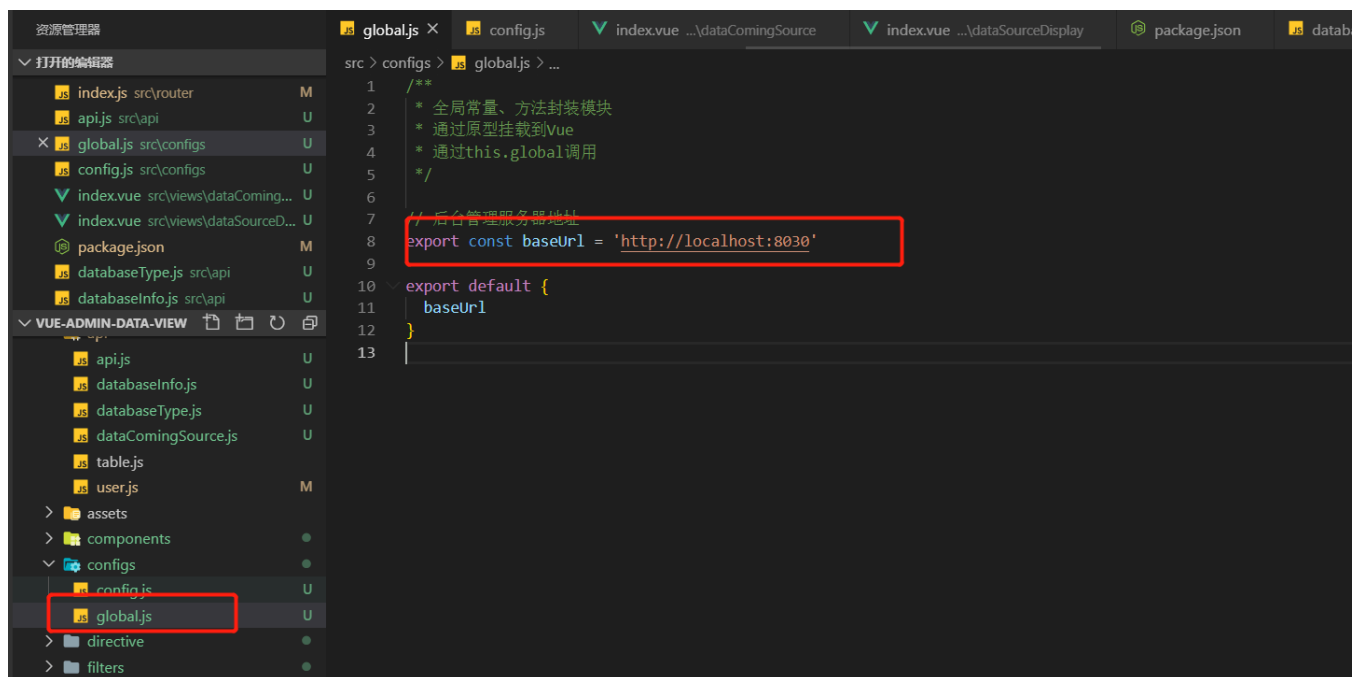 资源管理器
打开的编辑器
index.js src\router M
api.js src\api U
global.js src\configs U
config.js src\configs U
index.vue src\views\dataComing... U
index.vue src\views\dataSourceD... U
package.json M
databaseType.js src\api U
databaseInfo.js src\api U
VUE-ADMIN-DATA-VIEW
api
api.js U
databaseInfo.js U
databaseType.js U
dataComingSource.js U
table.js
user.js M
assets
components
configs
config.js U
global.js U
directive
filters
global.js config.js index.vue ...\dataComingSource index.vue ...\dataSourceDisplay package.json datab
src > configs > global.js > ...
1 /**
2 * 全局常量、方法封装模块
3 * 通过原型挂载到Vue
4 * 通过this.global调用
5 */
6
7 // 后台管理服务器地址
8 export const baseUrl = 'http://localhost:8030'
9
10 export default {
11 baseUrl
12 }
13